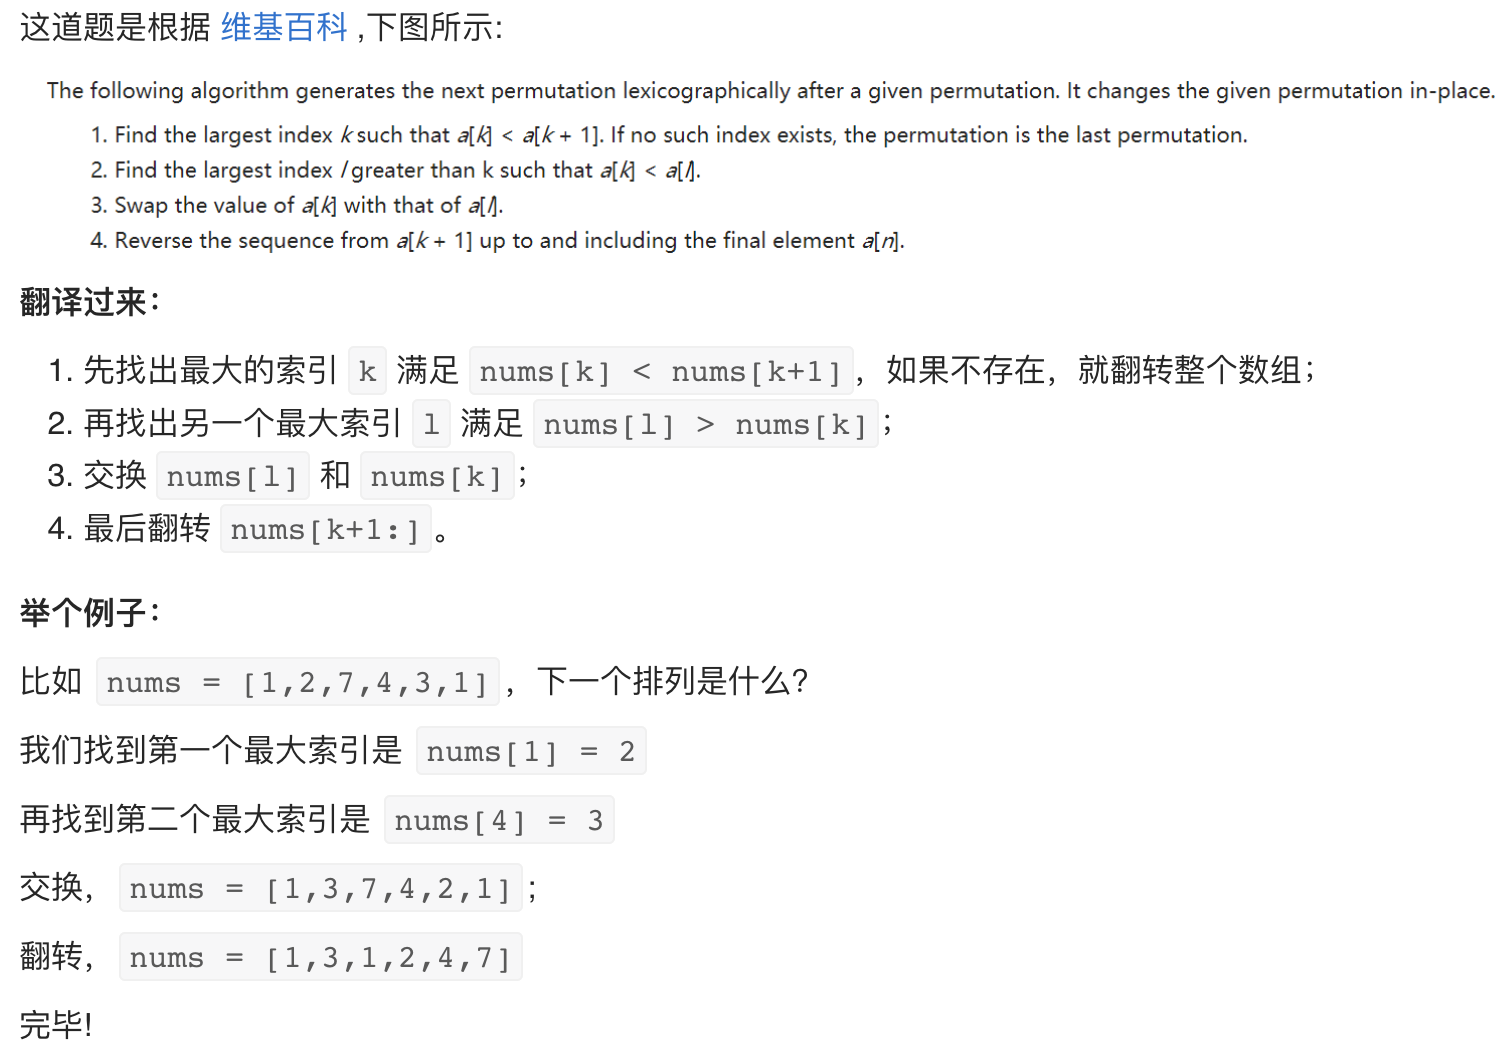 这道题是根据 维基百科 ,下图所示:
The following algorithm generates the next permutation lexicographically after a given permutation. It changes the given permutation in-place.
1. Find the largest index k such that a[k] < a[k + 1]. If no such index exists, the permutation is the last permutation.
2. Find the largest index l greater than k such that a[k] < a[l].
3. Swap the value of a[k] with that of a[l].
4. Reverse the sequence from a[k + 1] up to and including the final element a[n].
翻译过来：
1. 先找出最大的索引 k 满足 nums[k] < nums[k+1]，如果不存在，就翻转整个数组；
2. 再找出另一个最大索引 l 满足 nums[l] > nums[k]；
3. 交换 nums[l] 和 nums[k]；
4. 最后翻转 nums[k+1:]。
举个例子：
比如 nums = [1,2,7,4,3,1]，下一个排列是什么？
我们找到第一个最大索引是 nums[1] = 2
再找到第二个最大索引是 nums[4] = 3
交换， nums = [1,3,7,4,2,1]；
翻转， nums = [1,3,1,2,4,7]
完毕!